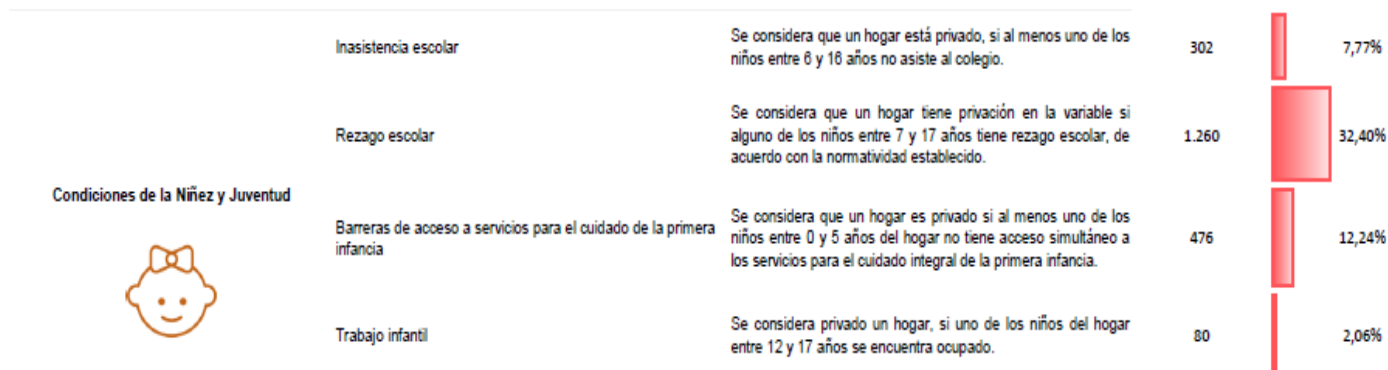 Inasistencia escolar
Se considera que un hogar está privado, si al menos uno de los
niños entre 6 y 16 años no asiste al colegio.
302
7,77%
Rezago escolar
Se considera que un hogar tiene privación en la variable si
alguno de los niños entre 7 y 17 años tiene rezago escolar, de
acuerdo con la normatividad establecido.
1.260
32,40%
Condiciones de la Niñez y Juventud
Barreras de acceso a servicios para el cuidado de la primera
infancia
Se considera que un hogar es privado si al menos uno de los
niños entre 0 y 5 años del hogar no tiene acceso simultáneo a
los servicios para el cuidado integral de la primera infancia.
476
12,24%
Trabajo infantil
Se considera privado un hogar, si uno de los niños del hogar
entre 12 y 17 años se encuentra ocupado.
80
2,06%